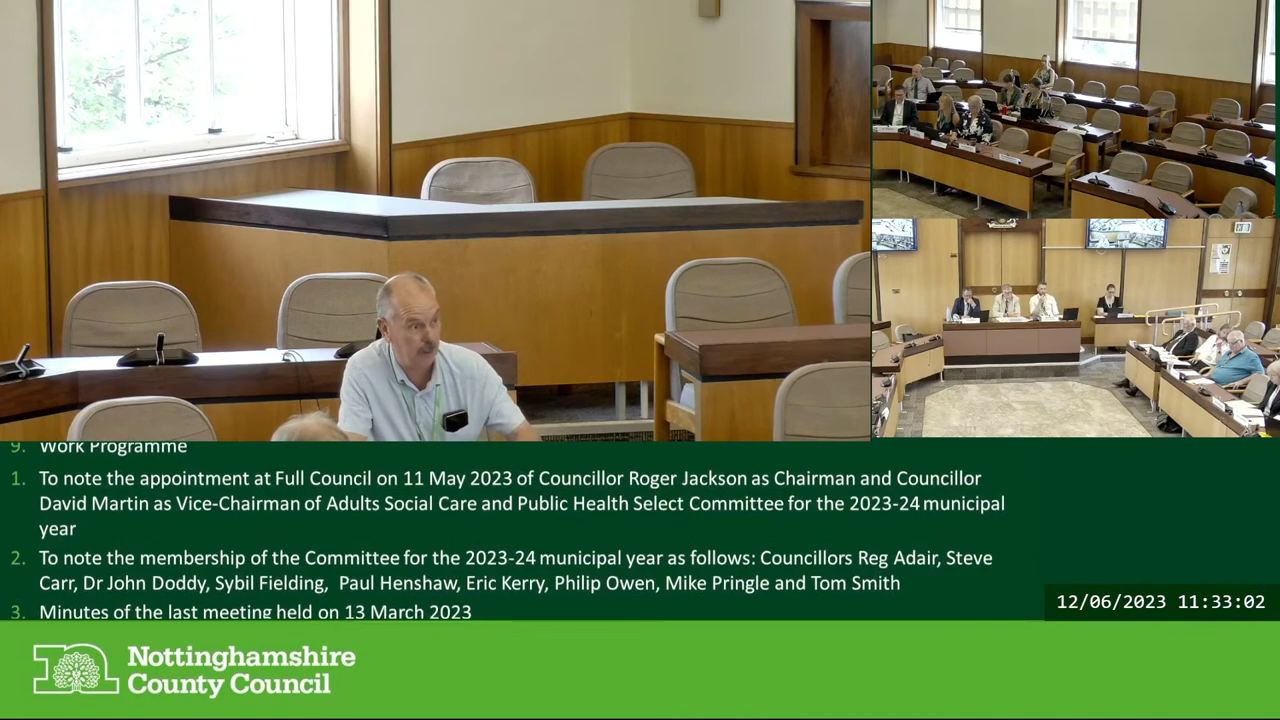 9. Work Programme
1. To note the appointment at Full Council on 11 May 2023 of Councillor Roger Jackson as Chairman and Councillor
David Martin as Vice-Chairman of Adults Social Care and Public Health Select Committee for the 2023-24 municipal
year
2. To note the membership of the Committee for the 2023-24 municipal year as follows: Councillors Reg Adair, Steve
Carr, Dr John Doddy, Sybil Fielding, Paul Henshaw, Eric Kerry, Philip Owen, Mike Pringle and Tom Smith
3. Minutes of the last meeting held on 13 March 2023
12/06/2023 11:33:02
Nottinghamshire
County Council